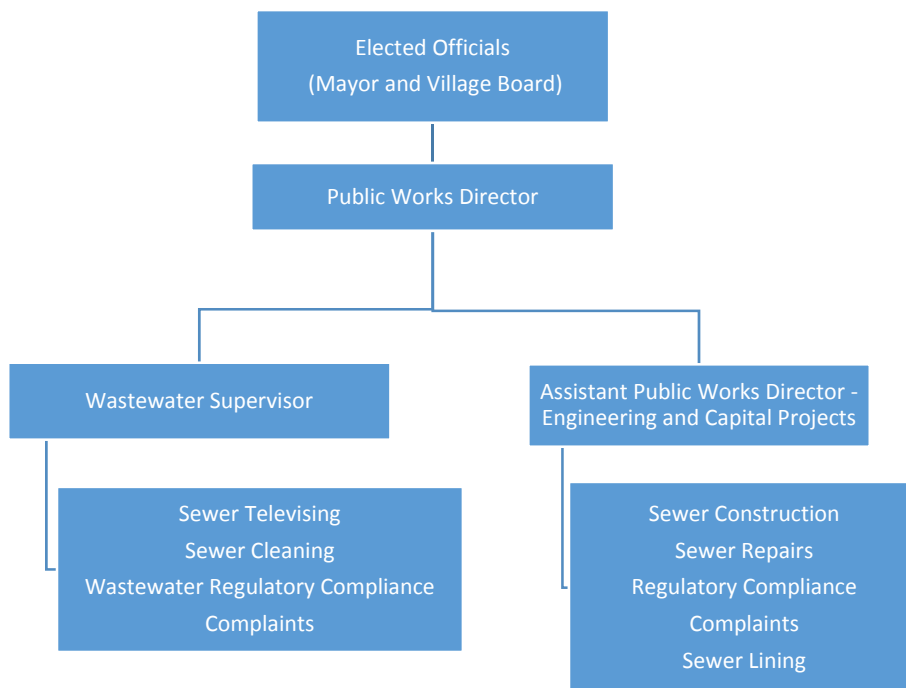 Elected Officials
(Mayor and Village Board)
Public Works Director
Wastewater Supervisor
Assistant Public Works Director -
Engineering and Capital Projects
Sewer Televising
Sewer Cleaning
Wastewater Regulatory Compliance
Complaints
Sewer Construction
Sewer Repairs
Regulatory Compliance
Complaints
Sewer Lining